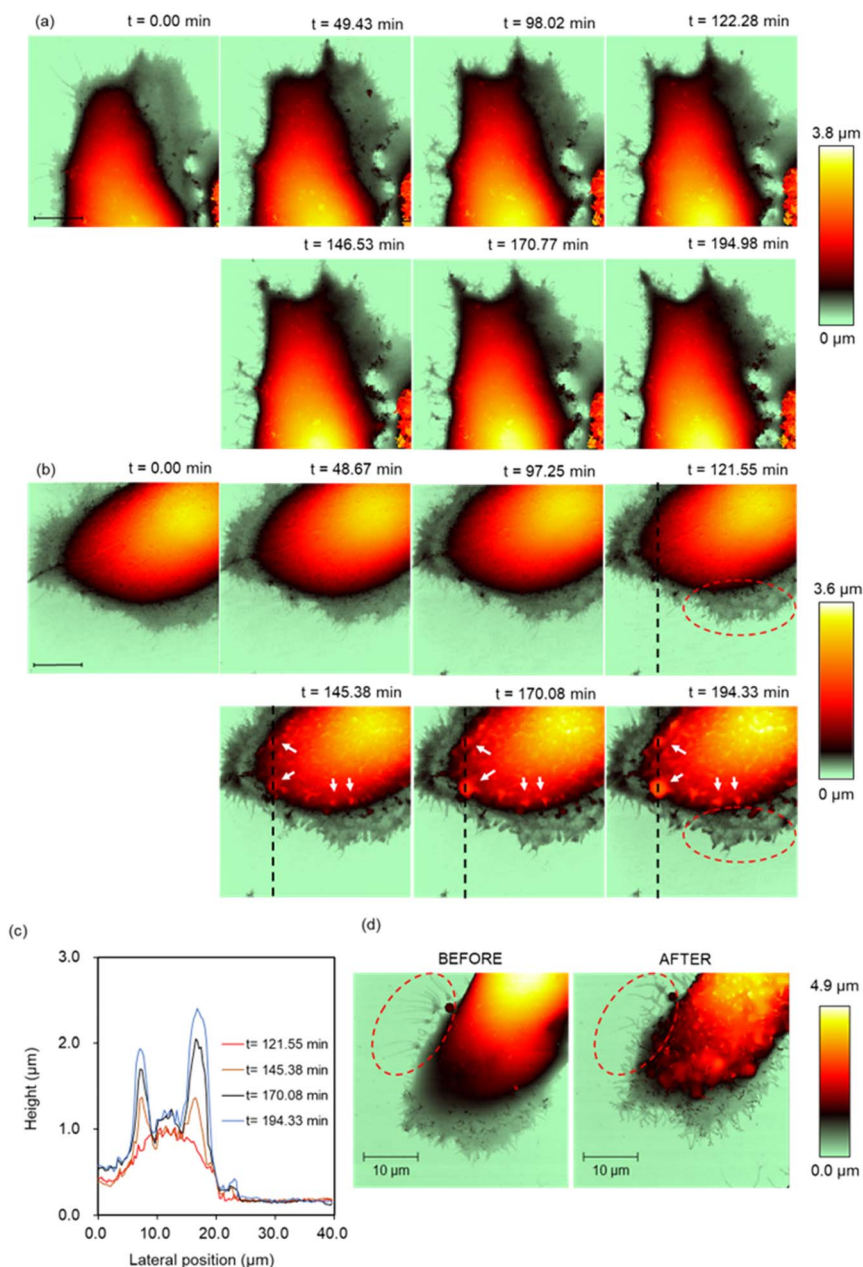 (a)
t = 0.00 min
t = 49.43 min
t = 98.02 min
t = 122.28 min
3.8 µm
0 µm
t = 146.53 min
t = 170.77 min
t = 194.98 min
(b)
t = 0.00 min
t = 48.67 min
t = 97.25 min
t = 121.55 min
3.6 µm
0 µm
t = 145.38 min
t = 170.08 min
t = 194.33 min
(c)
3.0
2.0
1.0
0.0
Height (µm)
t= 121.55 min
t= 145.38 min
t= 170.08 min
t= 194.33 min
0.0
10.0
20.0
30.0
40.0
Lateral position (µm)
(d)
BEFORE
AFTER
10 µm
10 µm
4.9 µm
0.0 µm